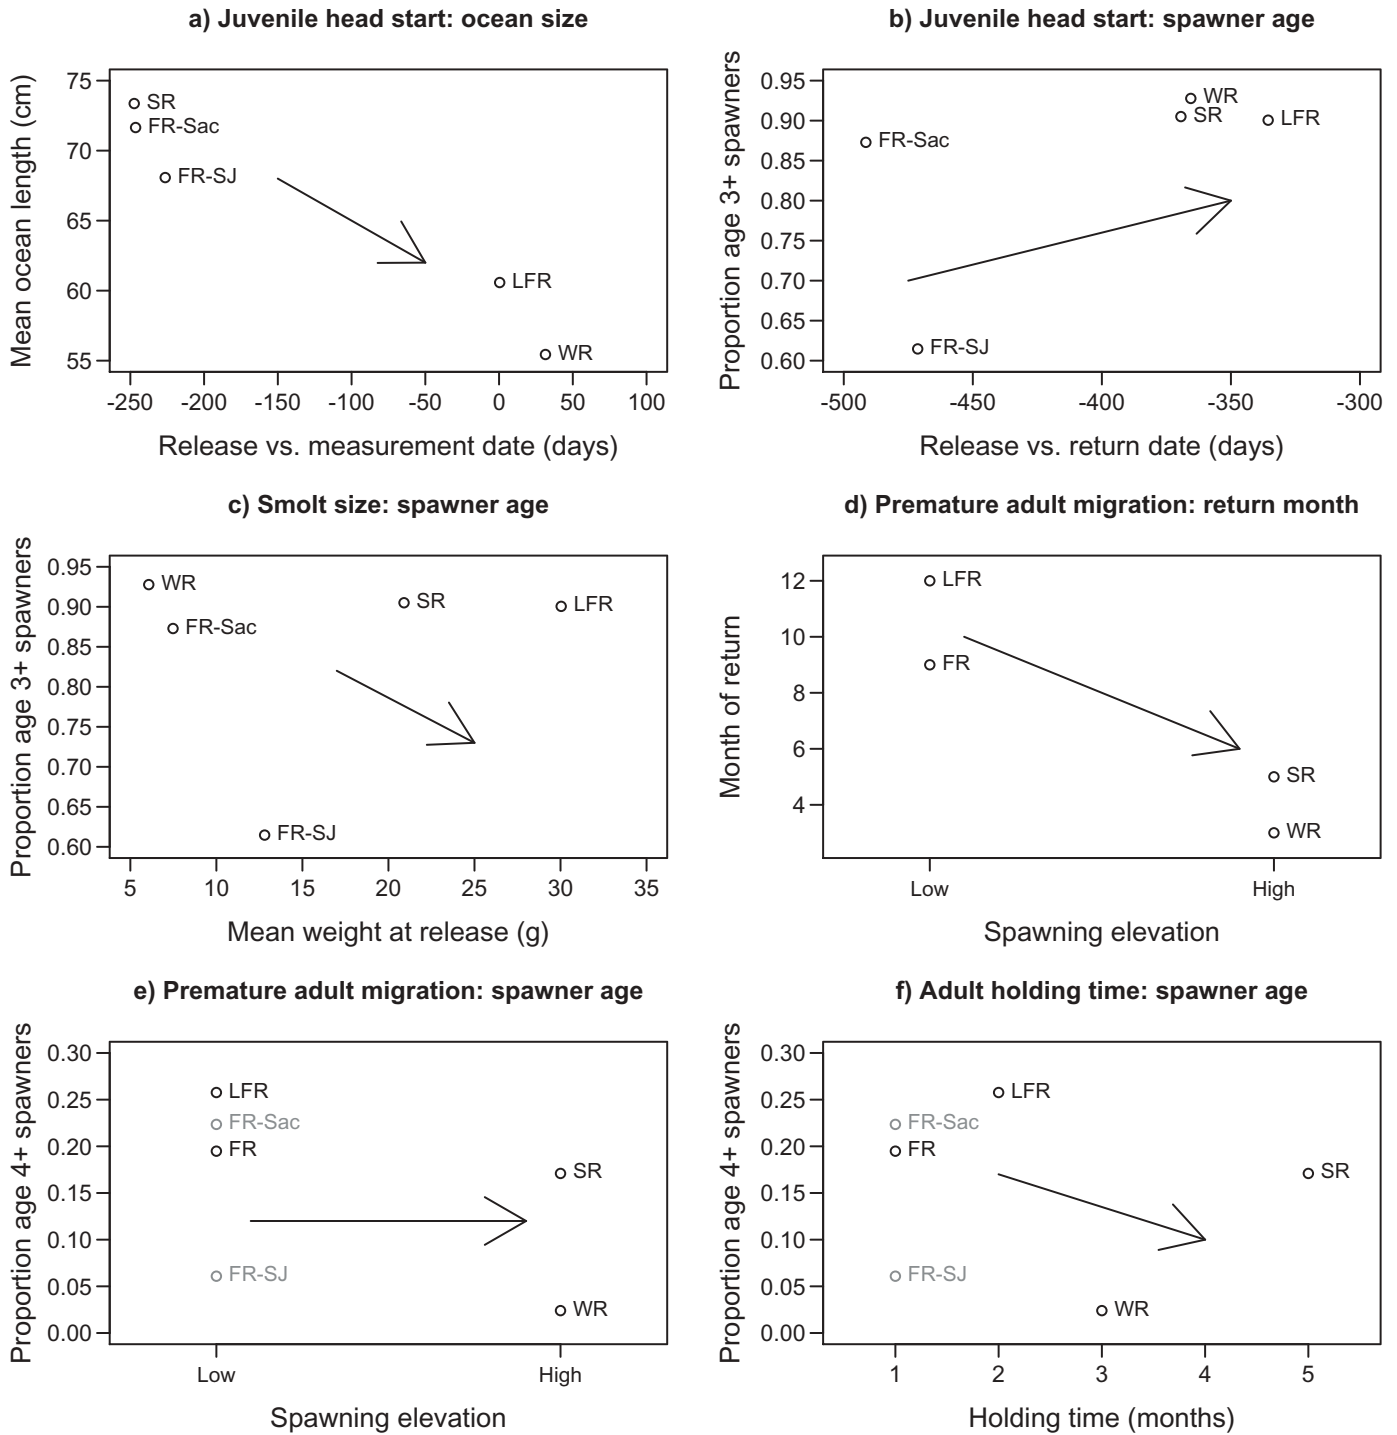 a) Juvenile head start: ocean size
Mean ocean length (cm)
75
70
65
60
55
SR
FR-Sac
FR-SJ
LFR
WR
-250 -200 -150 -100 -50 0 50 100
Release vs. measurement date (days)
b) Juvenile head start: spawner age
Proportion age 3+ spawners
0.95
0.90
0.85
0.80
0.75
0.70
0.65
0.60
WR
SR
LFR
FR-Sac
FR-SJ
-500 -450 -400 -350 -300
Release vs. return date (days)
c) Smolt size: spawner age
Proportion age 3+ spawners
0.95
0.90
0.85
0.80
0.75
0.70
0.65
0.60
WR
SR
LFR
FR-Sac
FR-SJ
5 10 15 20 25 30 35
Mean weight at release (g)
d) Premature adult migration: return month
Month of return
12
10
8
6
4
LFR
FR
SR
WR
Low High
Spawning elevation
e) Premature adult migration: spawner age
Proportion age 4+ spawners
0.30
0.25
0.20
0.15
0.10
0.05
0.00
LFR
FR-Sac
FR
SR
FR-SJ
WR
Low High
Spawning elevation
f) Adult holding time: spawner age
Proportion age 4+ spawners
0.30
0.25
0.20
0.15
0.10
0.05
0.00
LFR
FR-Sac
FR
SR
FR-SJ
WR
1 2 3 4 5
Holding time (months)